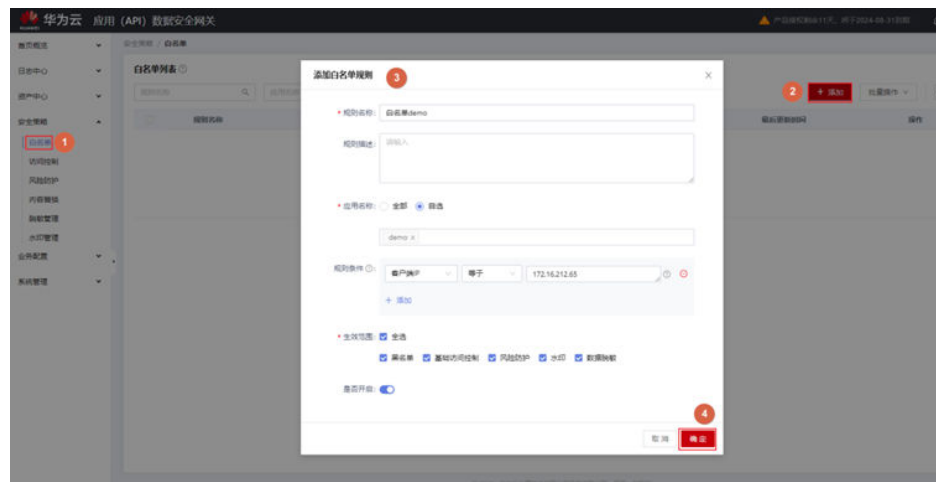 华为云 应用 (API) 数据安全网关
首页概览
安全策略 / 白名单
日志中心
白名单列表
资产中心
规则名称
安全策略
规则名称
最后更新时间
操作
白名单 1
访问控制
风险防护
脱敏管理
水印管理
业务配置
系统管理
添加白名单规则 3
2 + 添加
批量操作
* 规则名称: 白名单demo
规则描述: 请输入
* 应用名称: 全部 自选
demo x
规则条件 : 客户端IP 等于 172.16.212.65
+ 添加
* 生效范围: 全选
黑名单 基础访问控制 风险防护 水印 数据脱敏
是否开启:
4
取消 确定